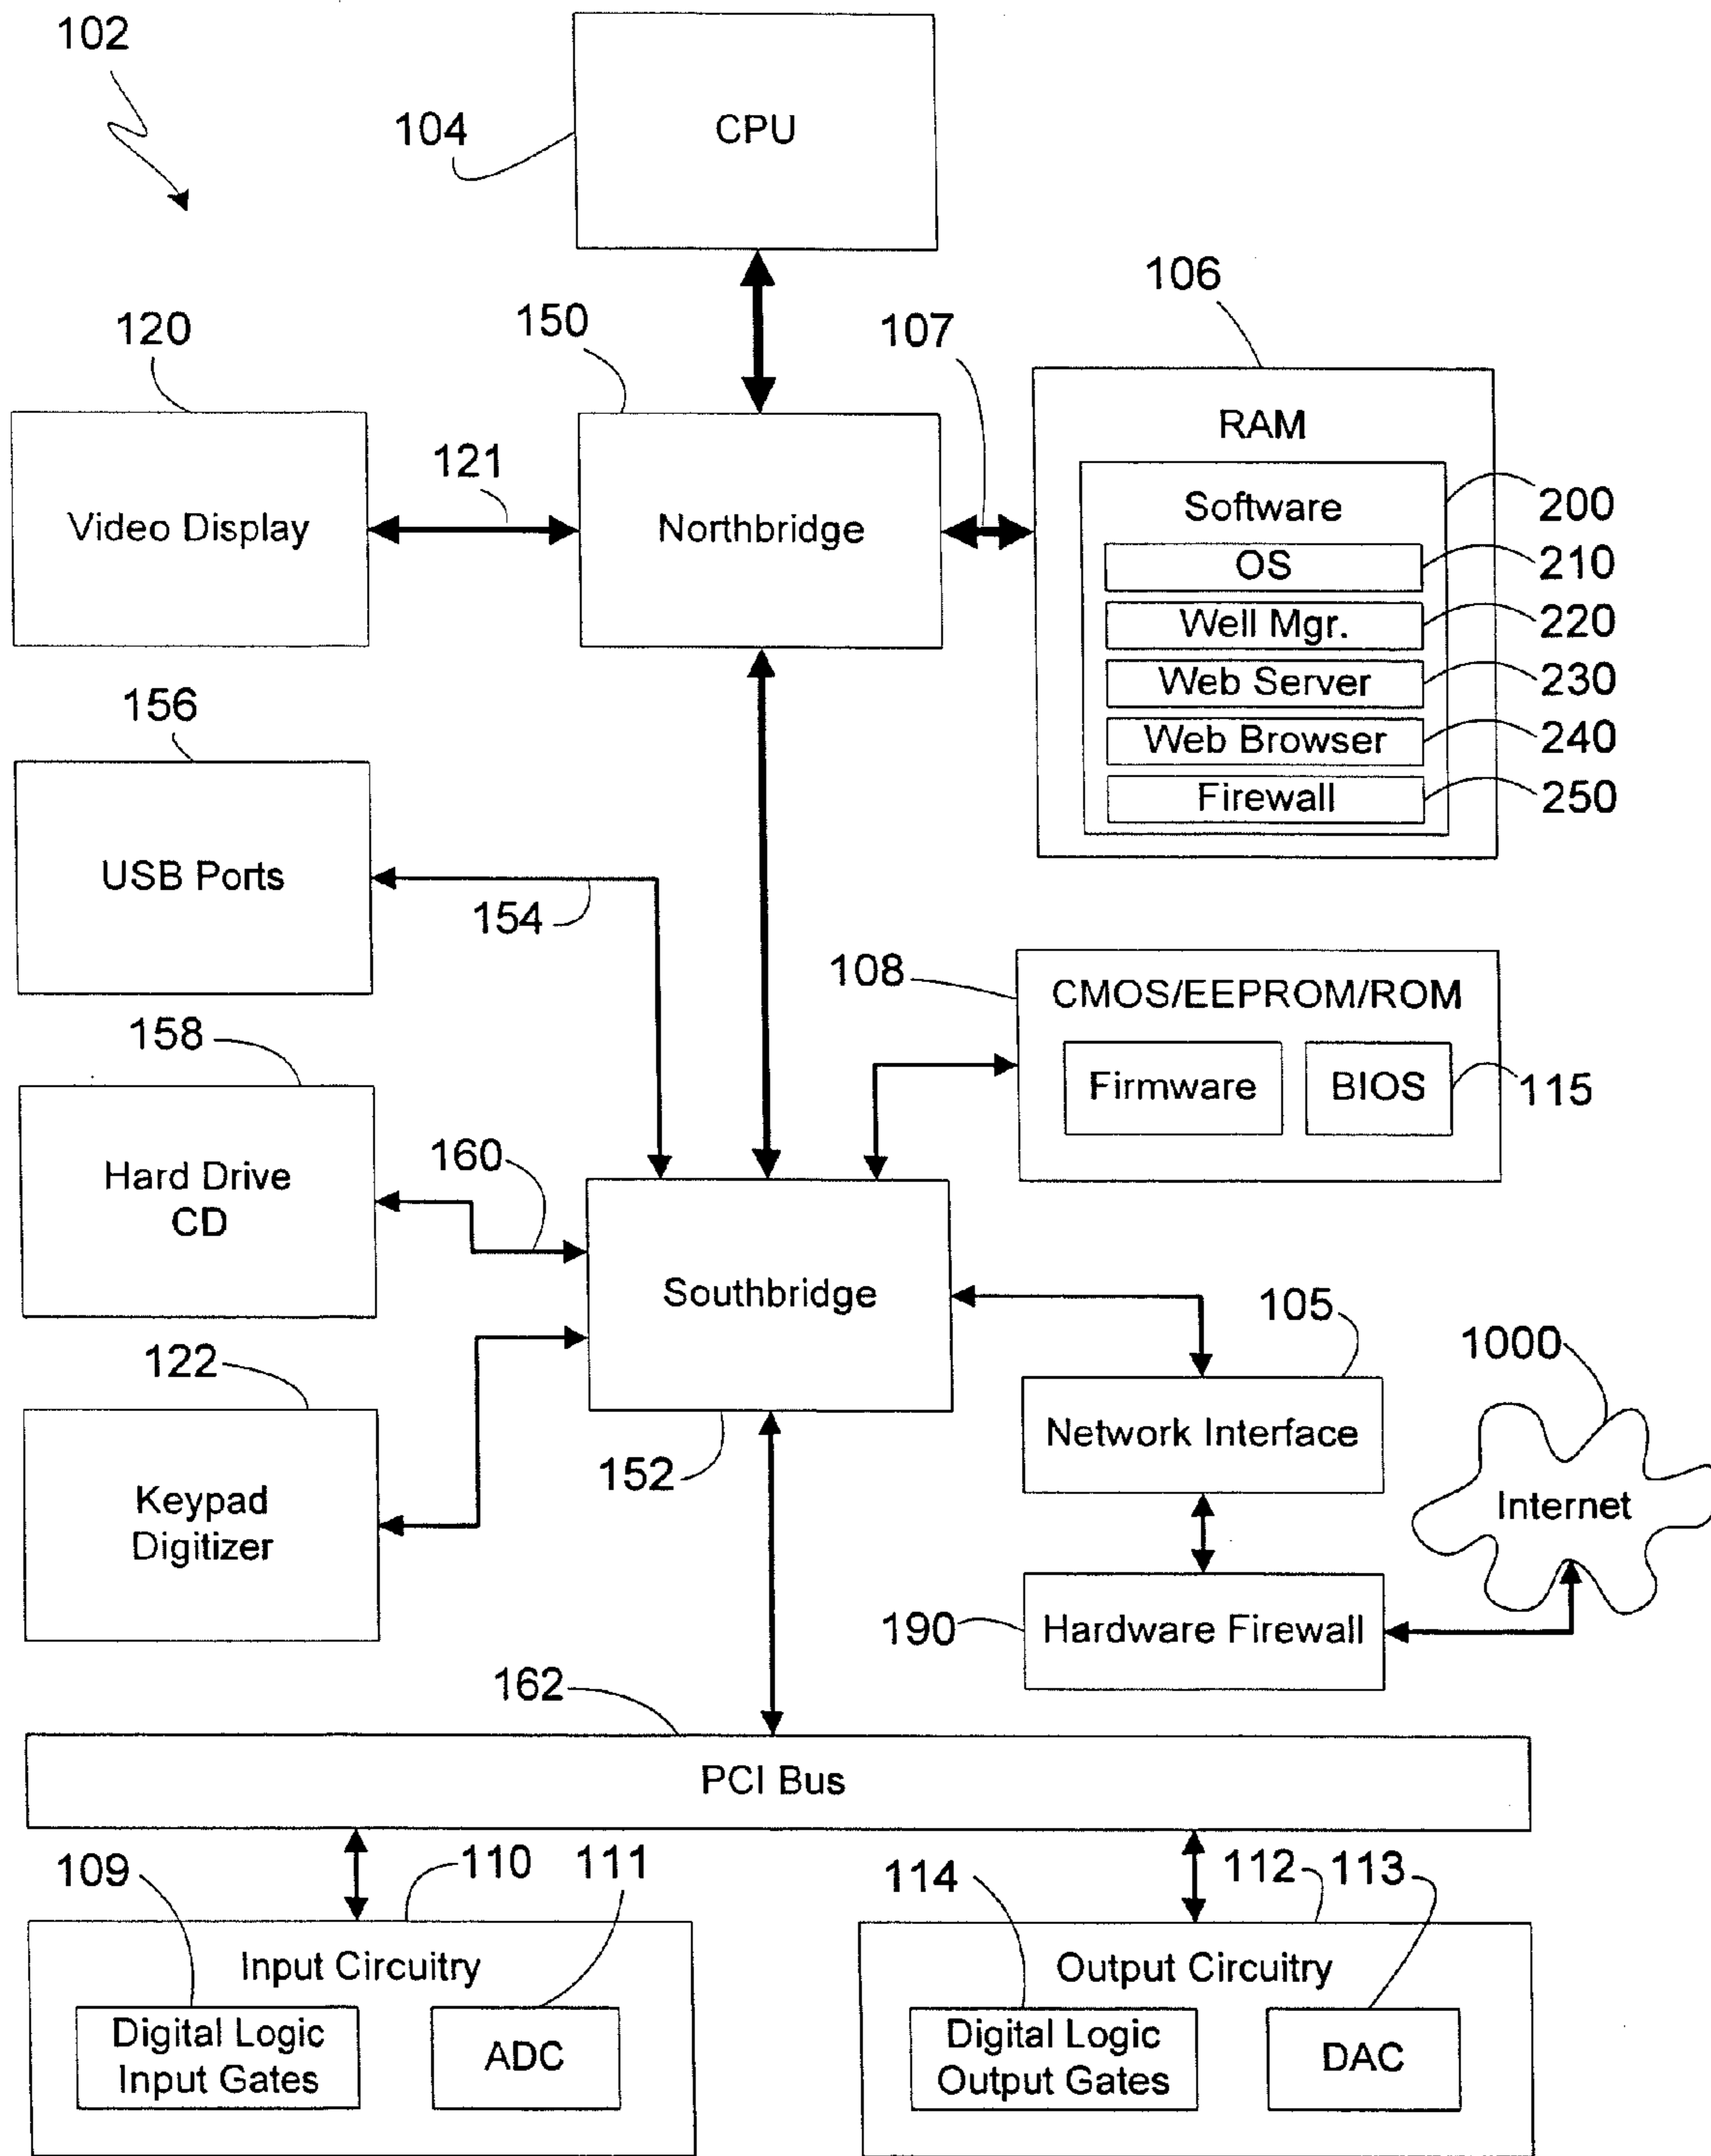 102
104
CPU
106
120
150
107
121
Video Display
Northbridge
RAM
Software
200
OS
210
Well Mgr.
220
Web Server
230
Web Browser
240
Firewall
250
156
USB Ports
154
108
CMOS/EEPROM/ROM
Firmware
BIOS
115
158
Hard Drive
CD
160
Southbridge
152
105
Network Interface
1000
Internet
122
Keypad
Digitizer
190
Hardware Firewall
162
PCI Bus
109
110
111
Input Circuitry
Digital Logic
Input Gates
ADC
114
112
113
Output Circuitry
Digital Logic
Output Gates
DAC